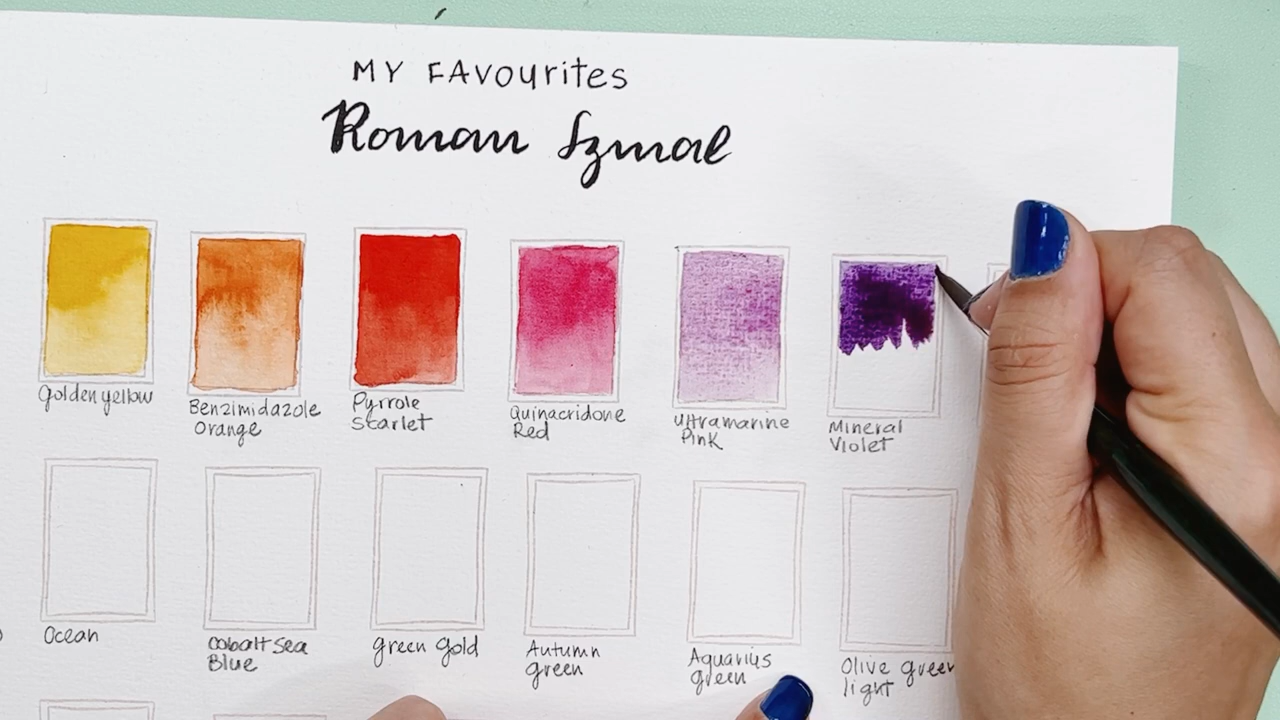 MY FAVOURITES
Roman Szmal
Golden yellow
Benzimidazole
Orange
Pyrrole
Scarlet
Quinacridone
Red
Ultramarine
Pink
Mineral
Violet
Ocean
Cobalt Sea
Blue
Green Gold
Autumn
green
Aquarius
green
Olive green
light